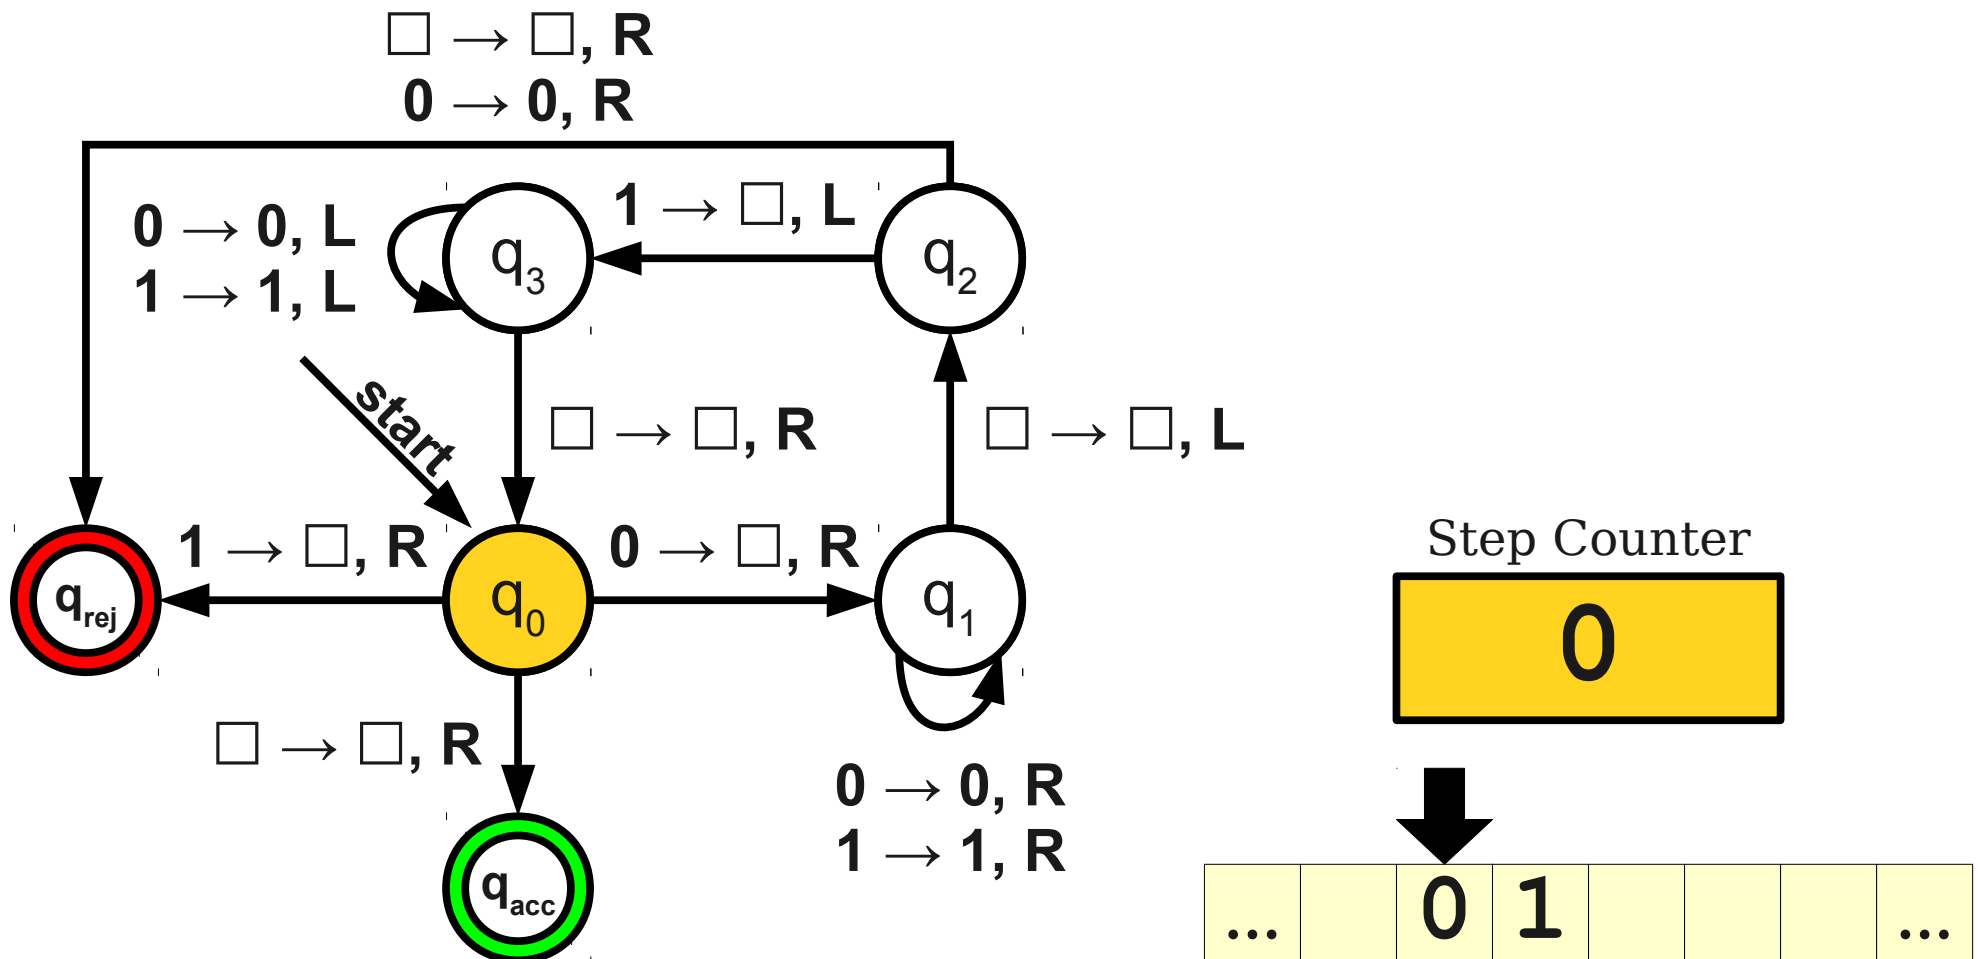 □ → □, R
0 → 0, R
0 → 0, L
1 → 1, L
1 → □, L
q3
q2
start
□ → □, R
□ → □, L
1 → □, R
0 → □, R
qrej
q0
q1
Step Counter
0
□ → □, R
0 → 0, R
1 → 1, R
qacc
... 0 1 ...